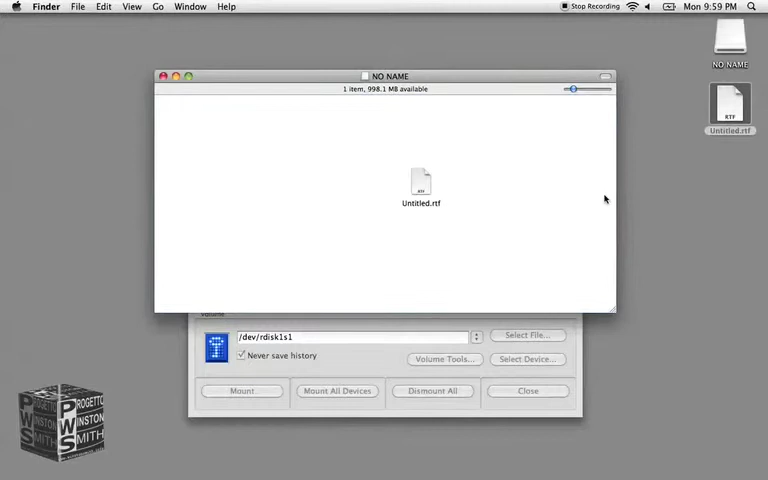 Finder File Edit View Go Window Help Stop Recording Mon 9:59 PM
NO NAME
1 item, 998.1 MB available
NO NAME
RTF
Untitled.rtf
RTF
Untitled.rtf
Volume
/dev/rdisk1s1
Select File...
Never save history
Volume Tools...
Select Device...
Mount
Mount All Devices
Dismount All
Close
PROGETTO
WINSTON
SMITH
PWS